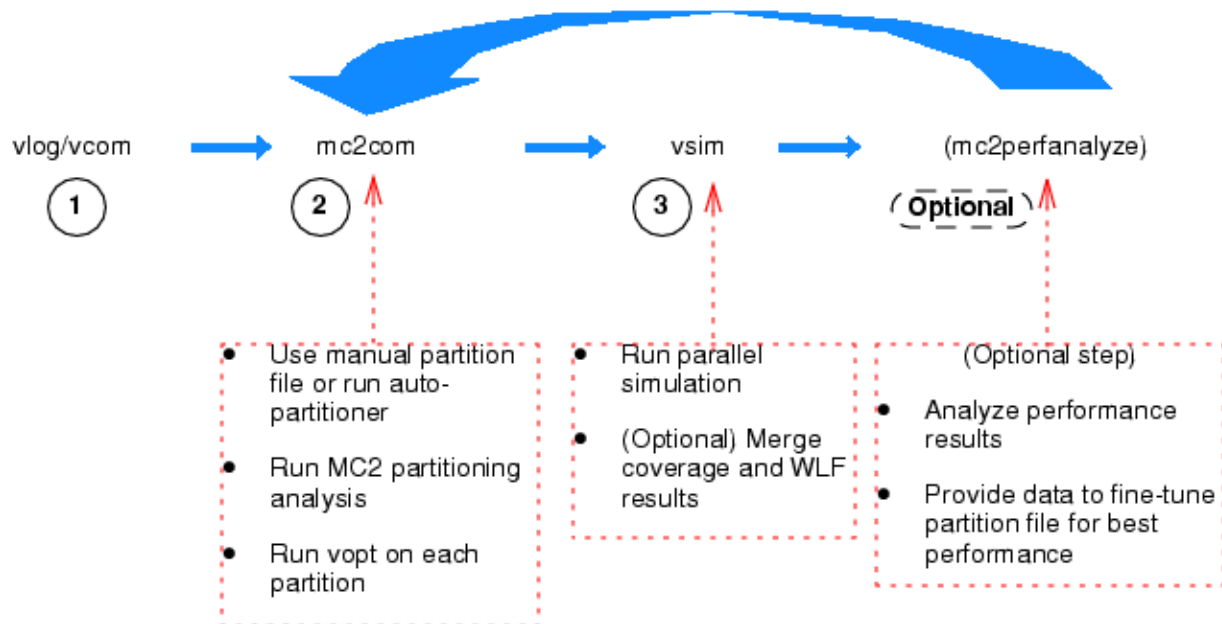 vlog/vcom
mc2com
vsim
(mc2perfanalyze)
1
2
3
Optional
• Use manual partition
file or run auto-
partitioner
• Run MC2 partitioning
analysis
• Run vopt on each
partition
• Run parallel
simulation
• (Optional) Merge
coverage and WLF
results
(Optional step)
• Analyze performance
results
• Provide data to fine-tune
partition file for best
performance